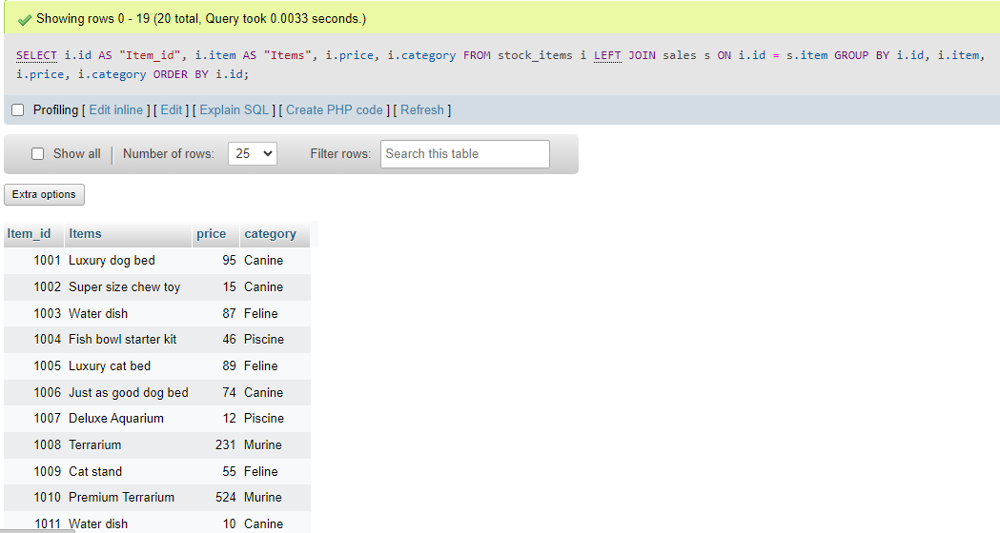 Showing rows 0 - 19 (20 total, Query took 0.0033 seconds.)
SELECT i.id AS "Item_id", i.item AS "Items", i.price, i.category FROM stock_items i LEFT JOIN sales s ON i.id = s.item GROUP BY i.id, i.item,
i.price, i.category ORDER BY i.id;
Profiling [ Edit inline ] [ Edit ] [ Explain SQL ] [ Create PHP code ] [ Refresh ]
Show all Number of rows: 25 Filter rows: Search this table
Extra options
Item_id Items price category
1001 Luxury dog bed 95 Canine
1002 Super size chew toy 15 Canine
1003 Water dish 87 Feline
1004 Fish bowl starter kit 46 Piscine
1005 Luxury cat bed 89 Feline
1006 Just as good dog bed 74 Canine
1007 Deluxe Aquarium 12 Piscine
1008 Terrarium 231 Murine
1009 Cat stand 55 Feline
1010 Premium Terrarium 524 Murine
1011 Water dish 10 Canine